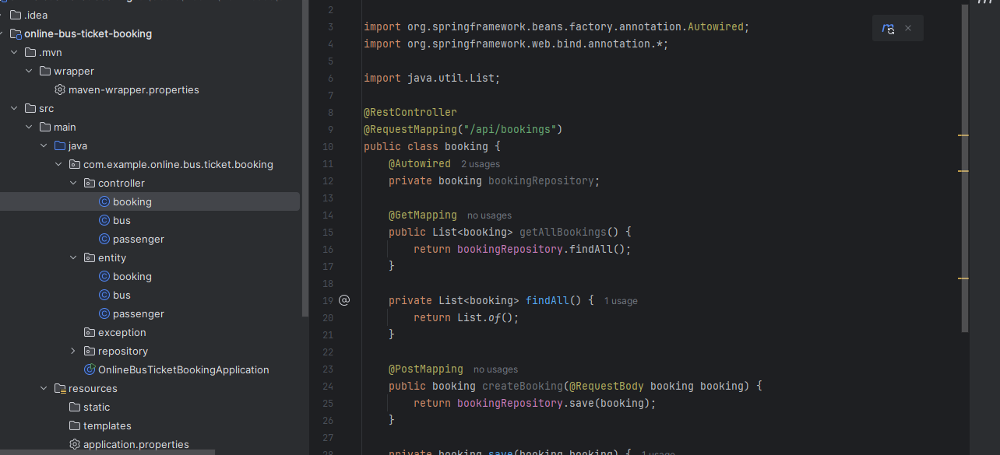 .idea
online-bus-ticket-booking
.mvn
wrapper
maven-wrapper.properties
src
main
java
com.example.online.bus.ticket.booking
controller
booking
bus
passenger
entity
booking
bus
passenger
exception
repository
OnlineBusTicketBookingApplication
resources
static
templates
application.properties
2
3 import org.springframework.beans.factory.annotation.Autowired;
4 import org.springframework.web.bind.annotation.*;
5
6 import java.util.List;
7
8 @RestController
9 @RequestMapping("/api/bookings")
10 public class booking {
11 @Autowired 2 usages
12 private booking bookingRepository;
13
14 @GetMapping no usages
15 public List<booking> getAllBookings() {
16 return bookingRepository.findAll();
17 }
18
19 private List<booking> findAll() { 1 usage
20 return List.of();
21 }
22
23 @PostMapping no usages
24 public booking createBooking(@RequestBody booking booking) {
25 return bookingRepository.save(booking);
26 }
27
28 private booking save(booking booking) { 1 usage